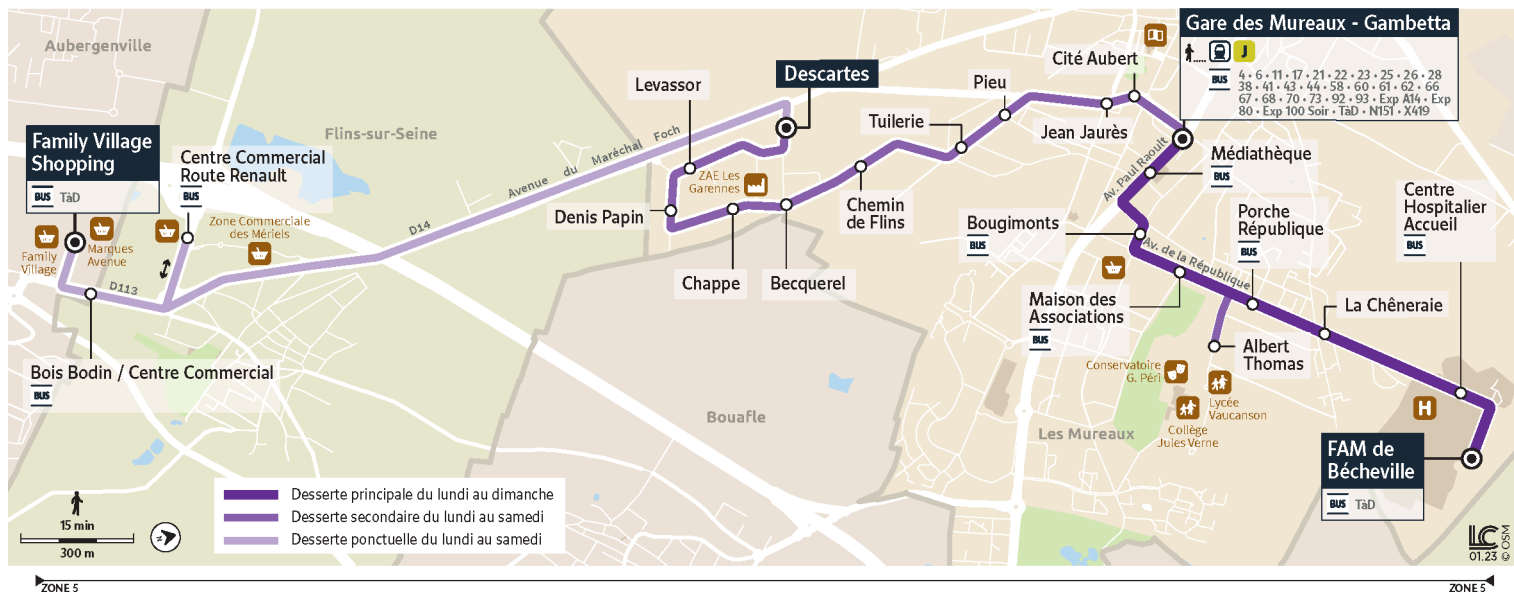 Aubergenville
Flins-sur-Seine
Family Village
Shopping
BUS TàD
Family
Village
Marques
Avenue
Centre Commercial
Route Renault
BUS
Zone Commerciale
des Mériels
D113
D14
Avenue du Maréchal Foch
Bois Bodin / Centre Commercial
BUS
Levassor
Descartes
ZAE Les
Garennes
Denis Papin
Chappe
Becquerel
Chemin
de Flins
Tuilerie
Pieu
Jean Jaurès
Cité Aubert
Gare des Mureaux - Gambetta
J
BUS
4 • 6 • 11 • 17 • 21 • 22 • 23 • 25 • 26 • 28
38 • 41 • 43 • 44 • 58 • 60 • 61 • 62 • 66
67 • 68 • 70 • 73 • 92 • 93 • Exp A14 • Exp
80 • Exp 100 Soir • TàD • N151 • X419
Av. Paul Raoult
Médiathèque
BUS
Bougimonts
BUS
Av. de la République
Porche
République
BUS
Centre
Hospitalier
Accueil
BUS
Maison des
Associations
BUS
La Chêneraie
Albert
Thomas
Conservatoire
G. Péri
Lycée
Vaucanson
Collège
Jules Verne
H
Bouafle
Les Mureaux
FAM de
Bécheville
BUS TàD
Desserte principale du lundi au dimanche
Desserte secondaire du lundi au samedi
Desserte ponctuelle du lundi au samedi
15 min
300 m
N
LC
01.23
© OSM
ZONE 5
ZONE 5